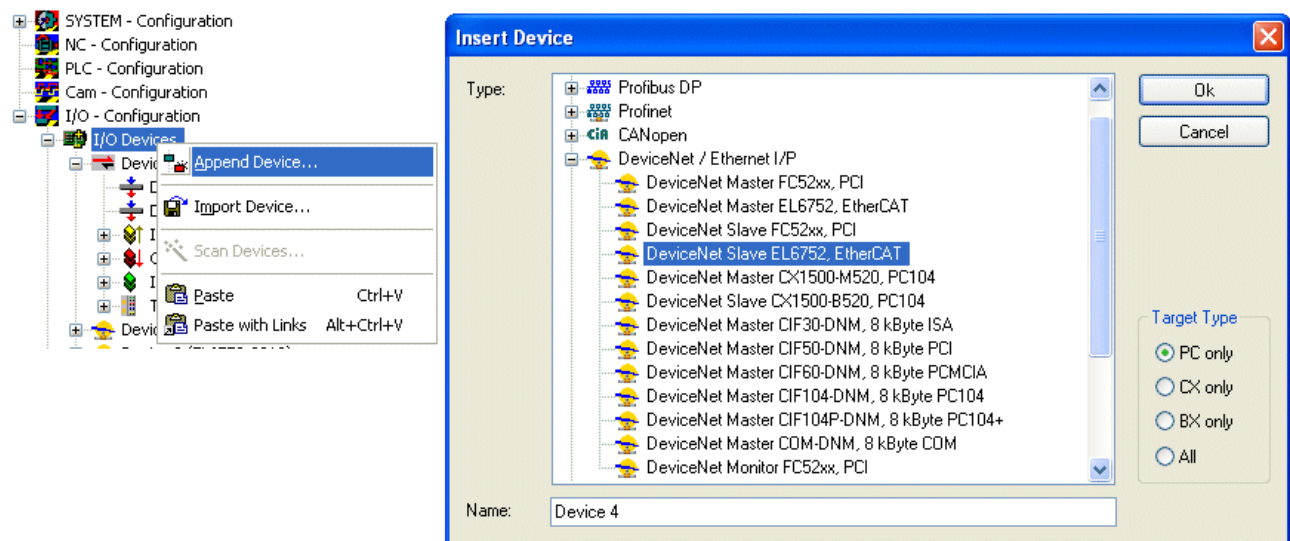 SYSTEM - Configuration
NC - Configuration
PLC - Configuration
Cam - Configuration
I/O - Configuration
I/O Devices
Append Device...
Import Device...
Scan Devices...
Paste Ctrl+V
Paste with Links Alt+Ctrl+V
Insert Device
Type:
Profibus DP
Profinet
CiA CANopen
DeviceNet / Ethernet I/P
DeviceNet Master FC52xx, PCI
DeviceNet Master EL6752, EtherCAT
DeviceNet Slave FC52xx, PCI
DeviceNet Slave EL6752, EtherCAT
DeviceNet Master CX1500-M520, PC104
DeviceNet Slave CX1500-B520, PC104
DeviceNet Master CIF30-DNM, 8 kByte ISA
DeviceNet Master CIF50-DNM, 8 kByte PCI
DeviceNet Master CIF60-DNM, 8 kByte PCMCIA
DeviceNet Master CIF104-DNM, 8 kByte PC104
DeviceNet Master CIF104P-DNM, 8 kByte PC104+
DeviceNet Master COM-DNM, 8 kByte COM
DeviceNet Monitor FC52xx, PCI
Ok
Cancel
Target Type
PC only
CX only
BX only
All
Name: Device 4